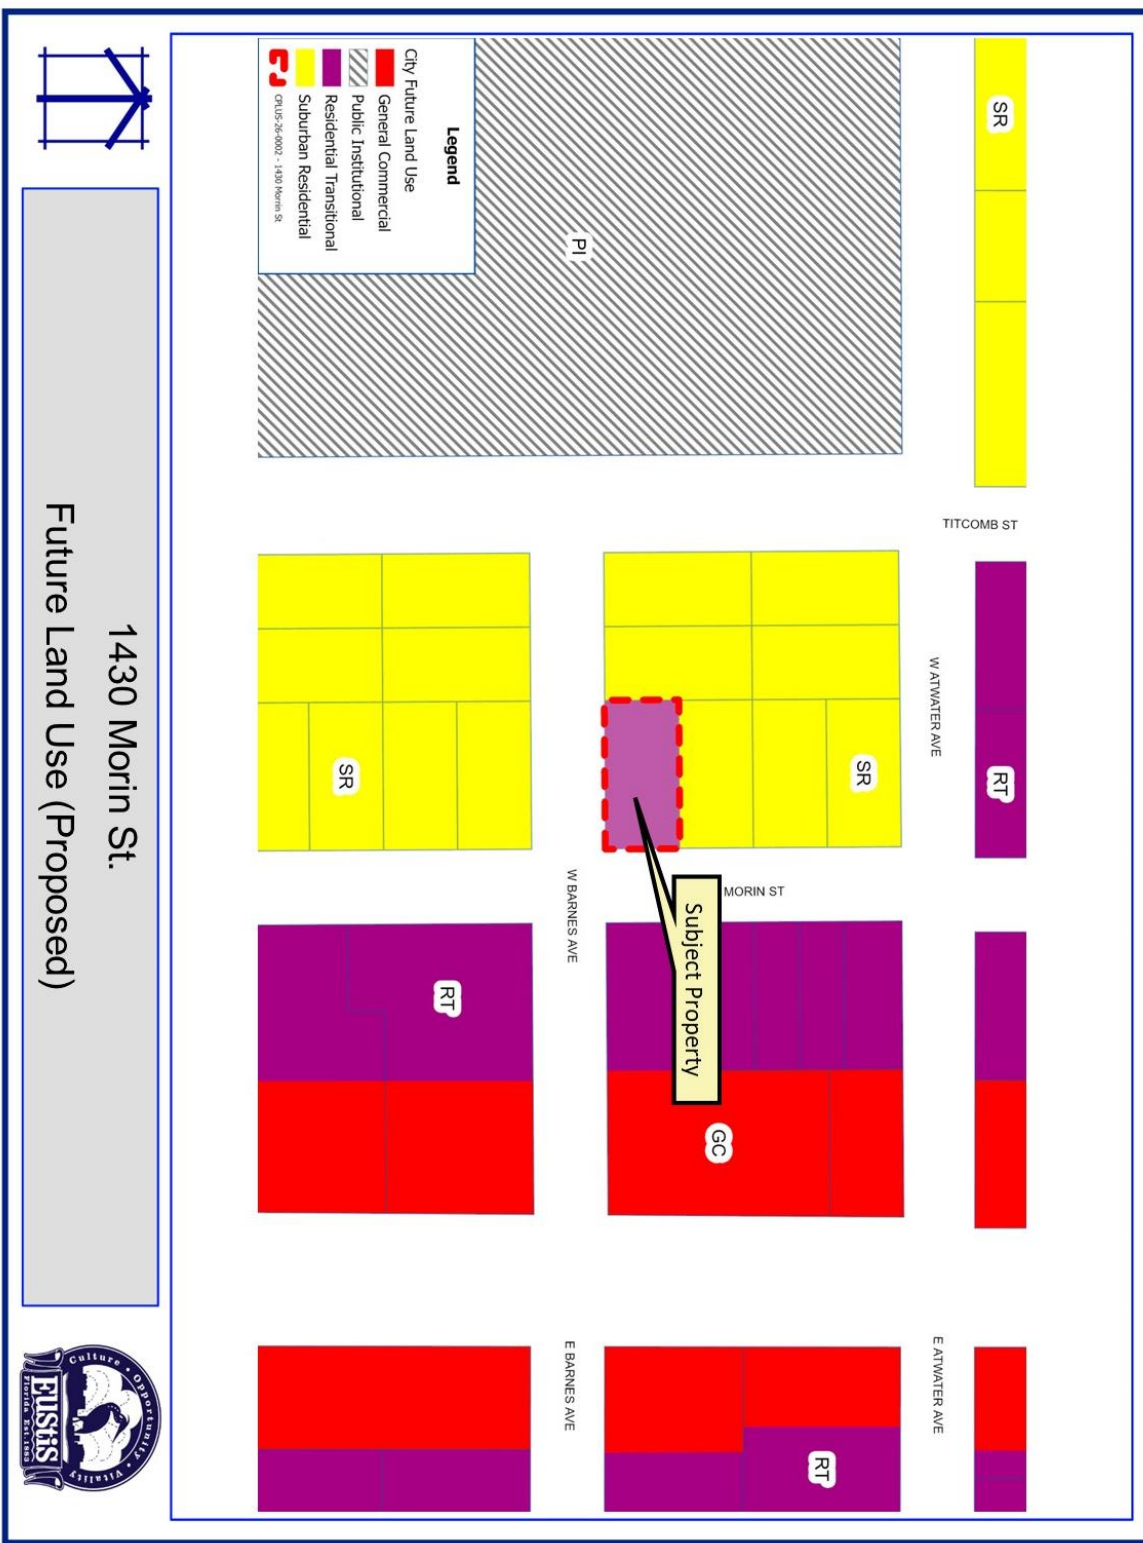 SR
PI
TITCOMB ST
W ATWATER AVE
RT
SR
SR
MORIN ST
Subject Property
W BARNES AVE
RT
GC
E ATWATER AVE
E BARNES AVE
RT
Legend
City Future Land Use
General Commercial
Public Institutional
Residential Transitional
Suburban Residential
CPLUS-26-0002 - 1430 Morrin St
1430 Morin St.
Future Land Use (Proposed)
Culture • Opportunity • Vitality
EUSTIS
Florida Est.1883